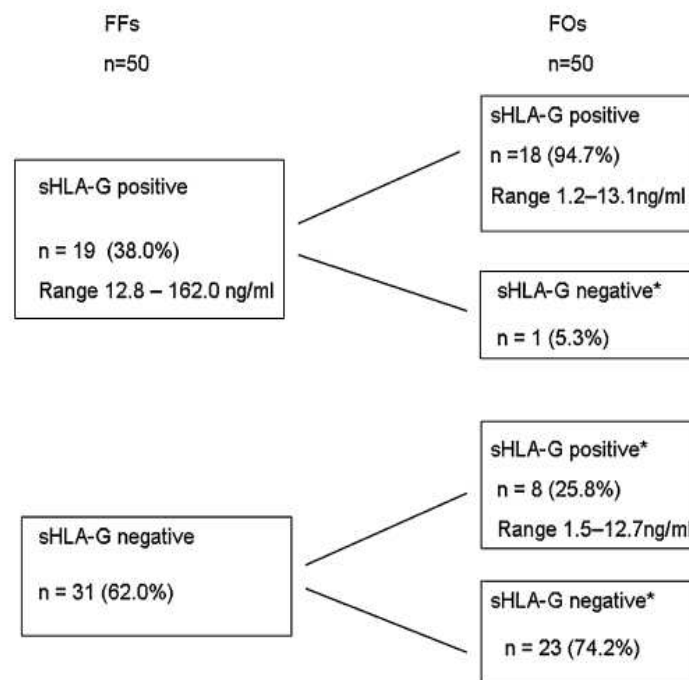 FFs
n=50
FOs
n=50
sHLA-G positive
n = 19 (38.0%)
Range 12.8 – 162.0 ng/ml
sHLA-G positive
n =18 (94.7%)
Range 1.2–13.1ng/ml
sHLA-G negative*
n = 1 (5.3%)
sHLA-G negative
n = 31 (62.0%)
sHLA-G positive*
n = 8 (25.8%)
Range 1.5–12.7ng/ml
sHLA-G negative*
n = 23 (74.2%)